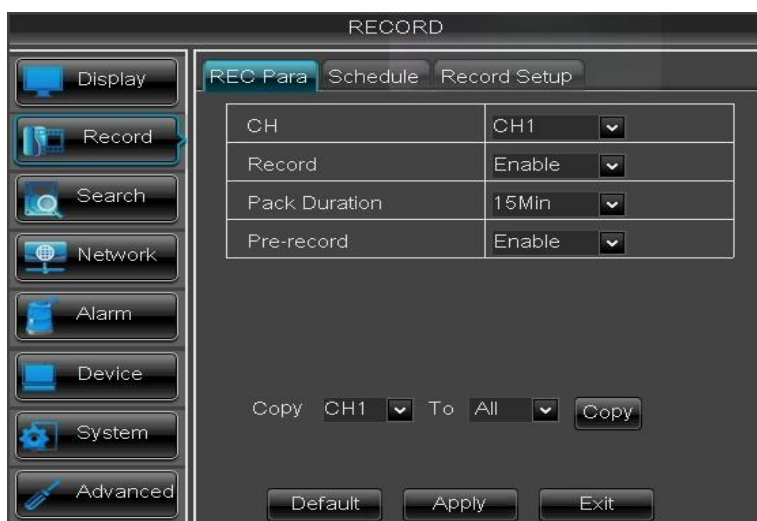 RECORD
Display
Record
Search
Network
Alarm
Device
System
Advanced
REC Para Schedule Record Setup
CH CH1
Record Enable
Pack Duration 15Min
Pre-record Enable
Copy CH1 To All Copy
Default Apply Exit